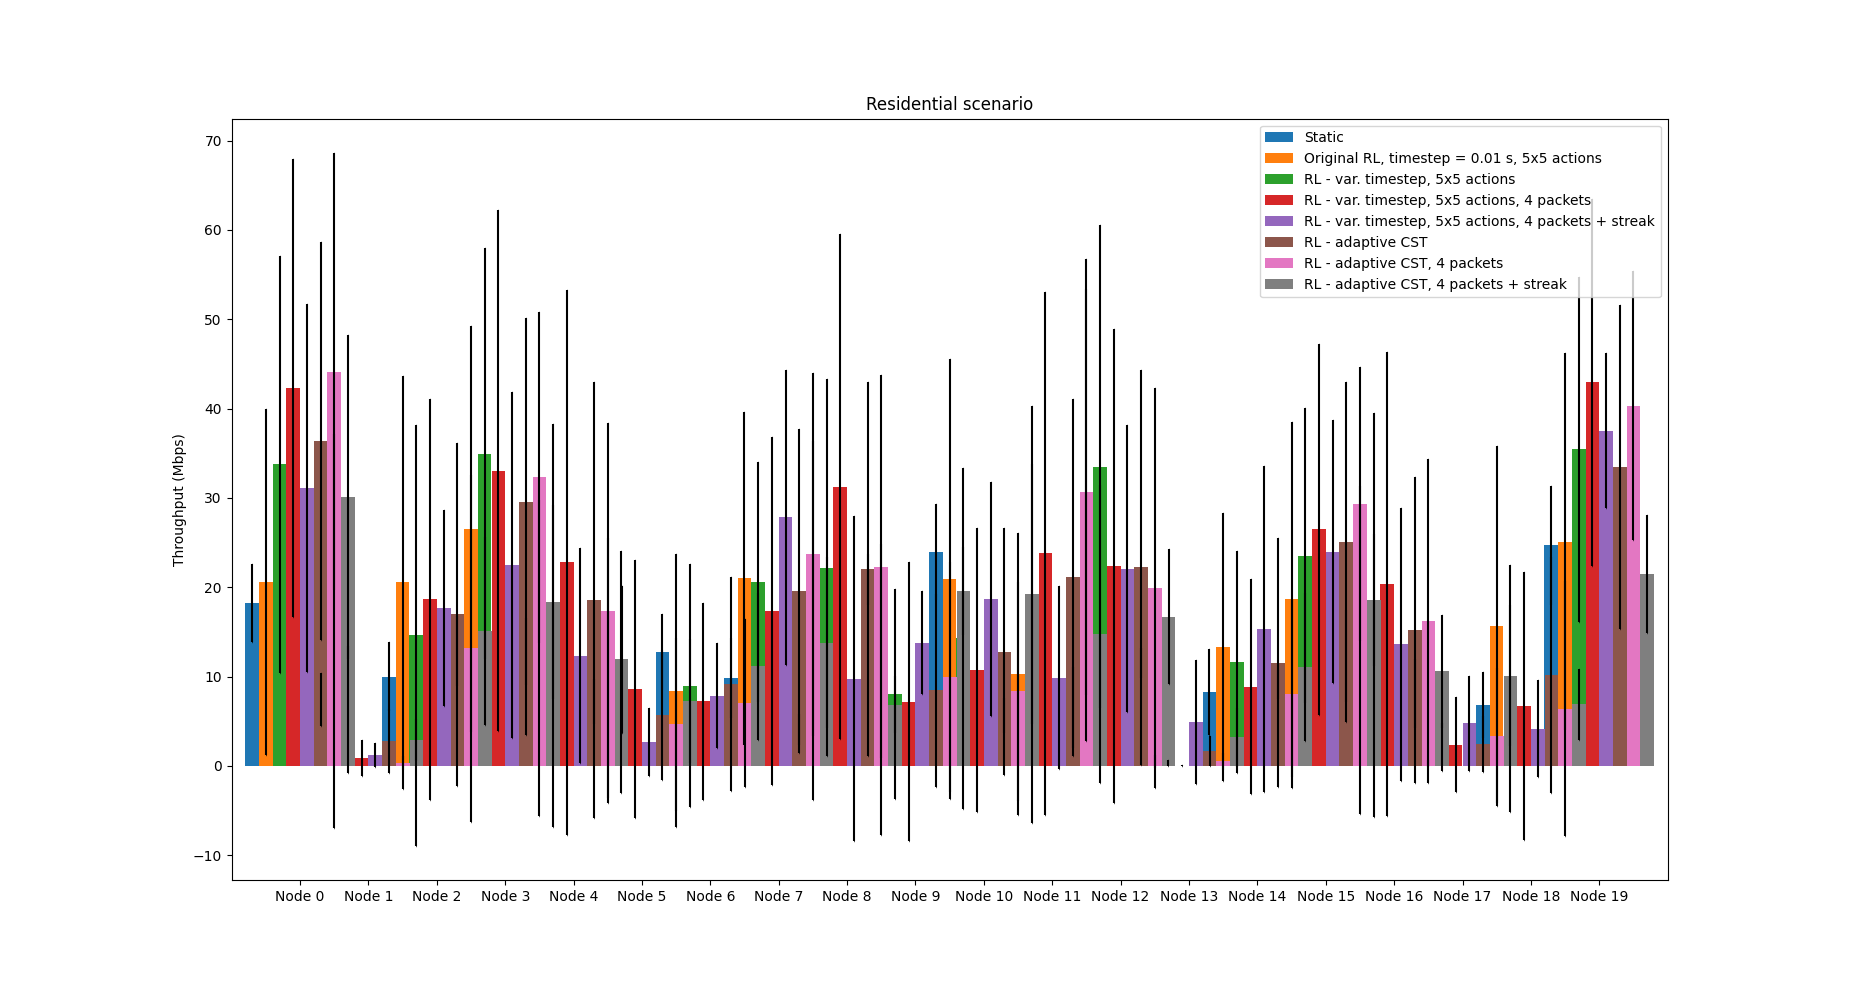 Residential scenario
Static
Original RL, timestep = 0.01 s, 5x5 actions
RL - var. timestep, 5x5 actions
RL - var. timestep, 5x5 actions, 4 packets
RL - var. timestep, 5x5 actions, 4 packets + streak
RL - adaptive CST
RL - adaptive CST, 4 packets
RL - adaptive CST, 4 packets + streak
Throughput (Mbps)
70
60
50
40
30
20
10
0
−10
Node 0 Node 1 Node 2 Node 3 Node 4 Node 5 Node 6 Node 7 Node 8 Node 9 Node 10 Node 11 Node 12 Node 13 Node 14 Node 15 Node 16 Node 17 Node 18 Node 19